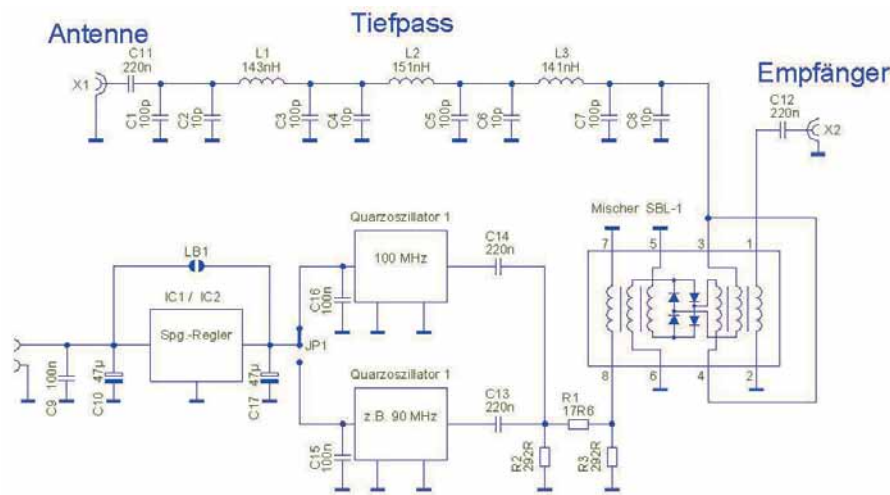 Antenne
Tiefpass
Empfänger
C11
220n
X1
L1
143nH
L2
151nH
L3
141nH
C12
220n
X2
C1
100p
C2
10p
C3
100p
C4
10p
C5
100p
C6
10p
C7
100p
C8
10p
Mischer SBL-1
7 5 3 1
8 6 4 2
Quarzoszillator 1
100 MHz
C14
220n
C16
100n
LB1
IC1 / IC2
Spg.-Regler
JP1
C9
100n
C10
47µ
C17
47µ
Quarzoszillator 1
z.B. 90 MHz
C13
220n
C15
100n
R1
17R6
R2
292R
R3
292R